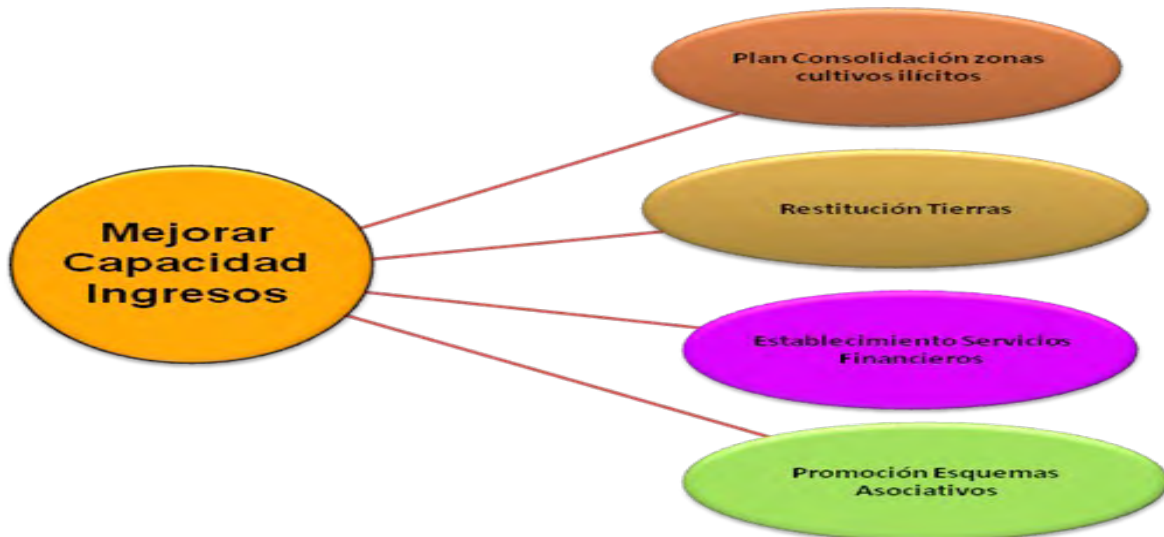 Mejorar
Capacidad
Ingresos
Plan Consolidación zonas
cultivos ilícitos
Restitución Tierras
Establecimiento Servicios
Financieros
Promoción Esquemas
Asociativos